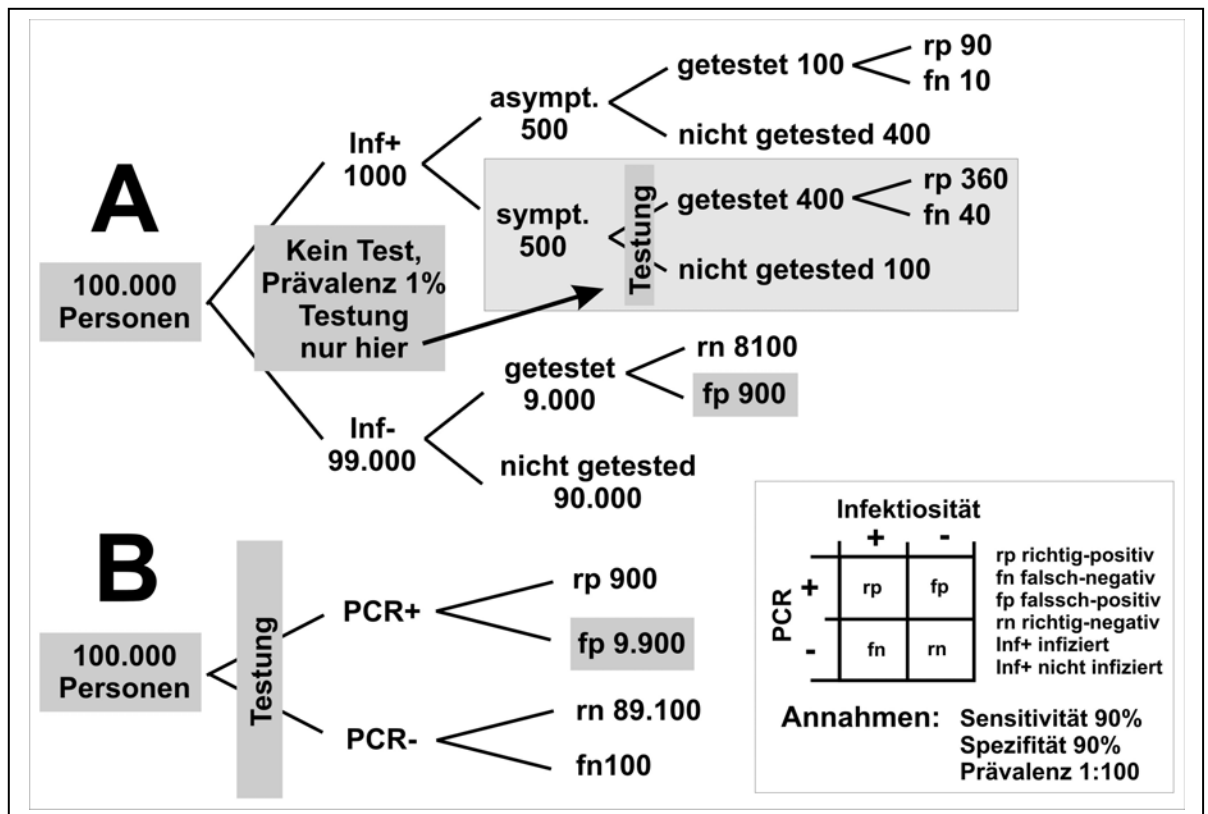 A
100.000
Personen
Inf+
1000
Kein Test,
Prävalenz 1%
Testung
nur hier
Inf-
99.000
asympt.
500
getestet 100
rp 90
fn 10
nicht getested 400
sympt.
500
Testung
getestet 400
rp 360
fn 40
nicht getested 100
getestet
9.000
rn 8100
fp 900
nicht getested
90.000
B
100.000
Personen
Testung
PCR+
rp 900
fp 9.900
PCR-
rn 89.100
fn100
Infektiosität
+ -
PCR
+ rp fp
- fn rn
rp richtig-positiv
fn falsch-negativ
fp falssch-positiv
rn richtig-negativ
Inf+ infiziert
Inf+ nicht infiziert
Annahmen: Sensitivität 90%
Spezifität 90%
Prävalenz 1:100